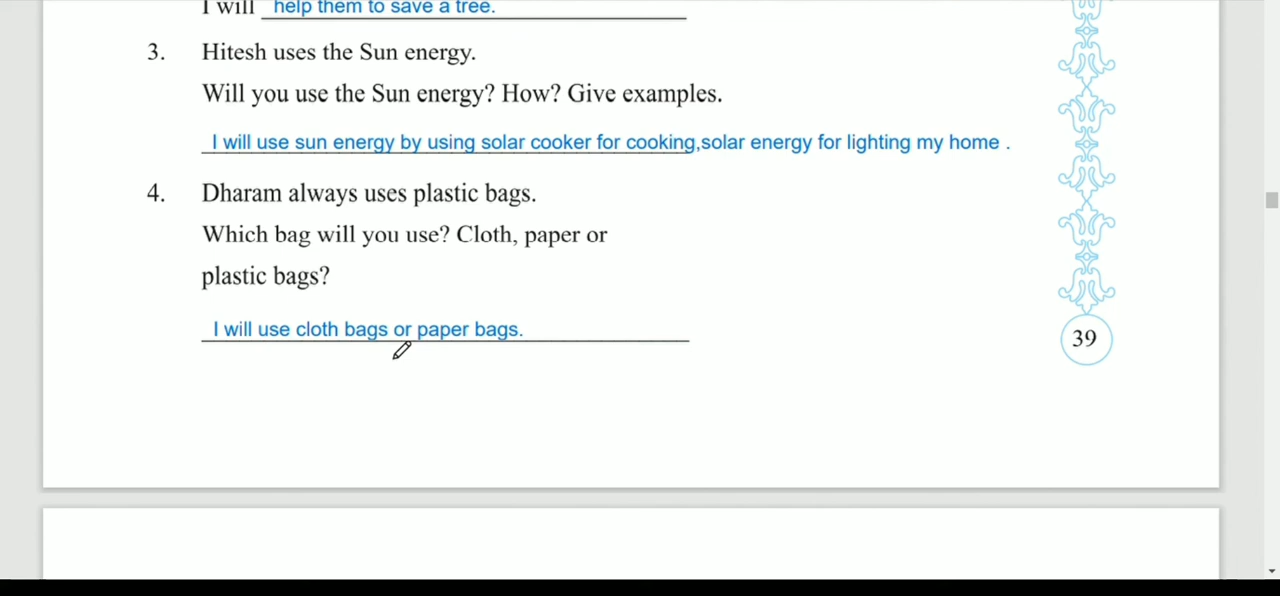 I will help them to save a tree.
3. Hitesh uses the Sun energy.
Will you use the Sun energy? How? Give examples.
I will use sun energy by using solar cooker for cooking,solar energy for lighting my home .
4. Dharam always uses plastic bags.
Which bag will you use? Cloth, paper or
plastic bags?
I will use cloth bags or paper bags.
39